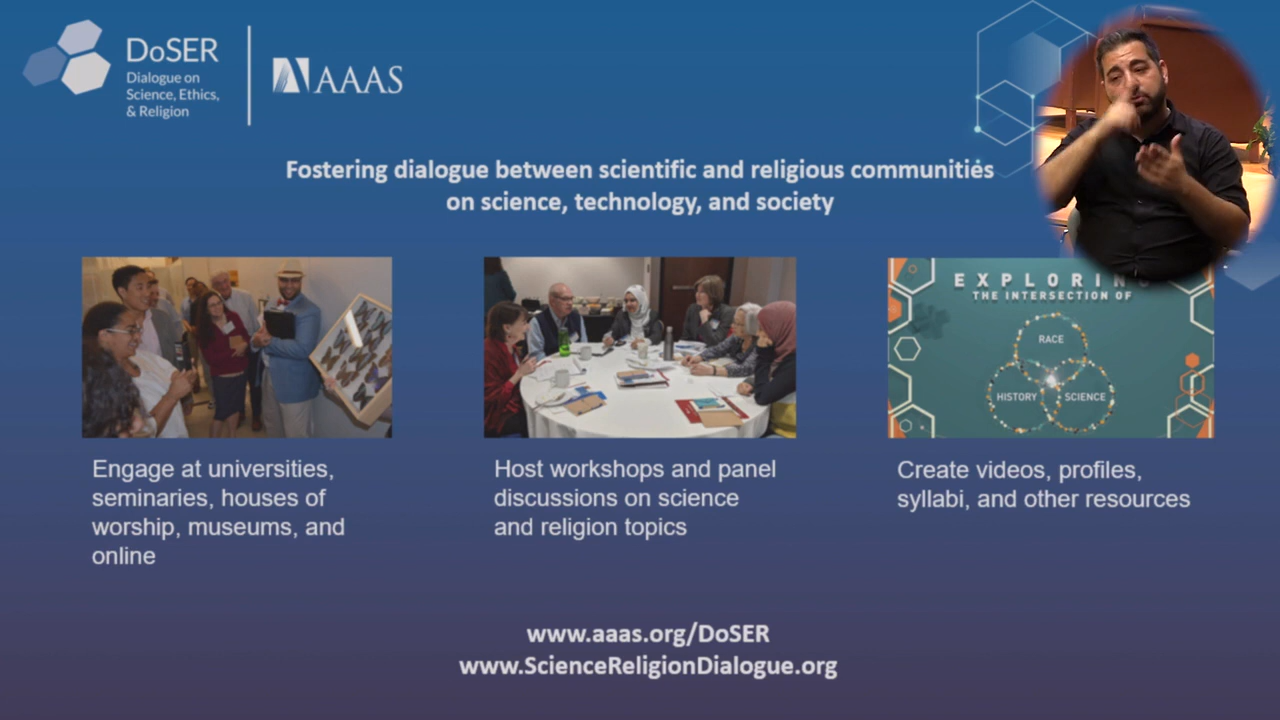 DoSER
Dialogue on
Science, Ethics,
& Religion
AAAS
Fostering dialogue between scientific and religious communities
on science, technology, and society
EXPLORING
THE INTERSECTION OF
RACE
HISTORY
SCIENCE
Engage at universities,
seminaries, houses of
worship, museums, and
online
Host workshops and panel
discussions on science
and religion topics
Create videos, profiles,
syllabi, and other resources
www.aaas.org/DoSER
www.ScienceReligionDialogue.org